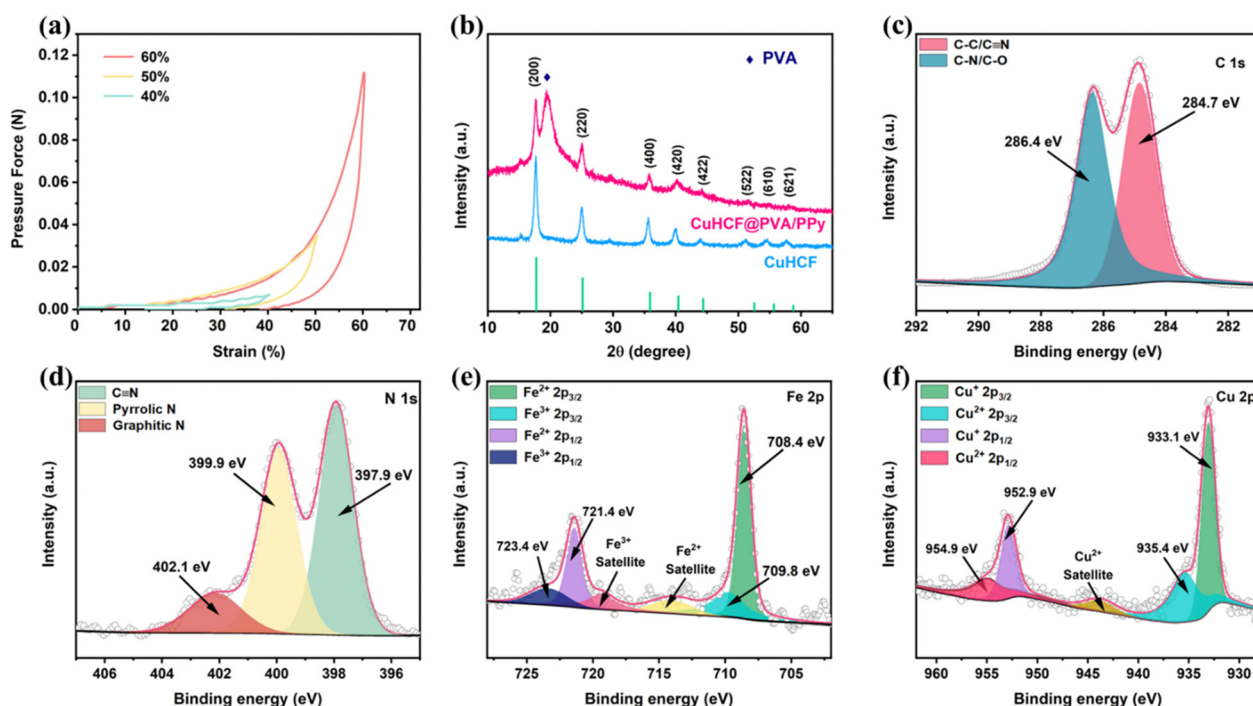 (a)
0.12
0.10
0.08
0.06
0.04
0.02
0.00
Pressure Force (N)
60%
50%
40%
0 10 20 30 40 50 60 70
Strain (%)
(b)
♦ PVA
(200)
(220)
(400)
(420)
(422)
(522)
(610)
(621)
CuHCF@PVA/PPy
CuHCF
Intensity (a.u.)
10 20 30 40 50 60
2θ (degree)
(c)
C-C/C≡N
C-N/C-O
C 1s
284.7 eV
286.4 eV
Intensity (a.u.)
292 290 288 286 284 282
Binding energy (eV)
(d)
C≡N
Pyrrolic N
Graphitic N
N 1s
399.9 eV
397.9 eV
402.1 eV
Intensity (a.u.)
406 404 402 400 398 396
Binding energy (eV)
(e)
Fe²⁺ 2p₃/₂
Fe³⁺ 2p₃/₂
Fe²⁺ 2p₁/₂
Fe³⁺ 2p₁/₂
Fe 2p
708.4 eV
721.4 eV
723.4 eV
Fe³⁺
Satellite
Fe²⁺
Satellite
709.8 eV
Intensity (a.u.)
725 720 715 710 705
Binding energy (eV)
(f)
Cu⁺ 2p₃/₂
Cu²⁺ 2p₃/₂
Cu⁺ 2p₁/₂
Cu²⁺ 2p₁/₂
Cu 2p
933.1 eV
952.9 eV
954.9 eV
Cu²⁺
Satellite
935.4 eV
Intensity (a.u.)
960 955 950 945 940 935 930
Binding energy (eV)